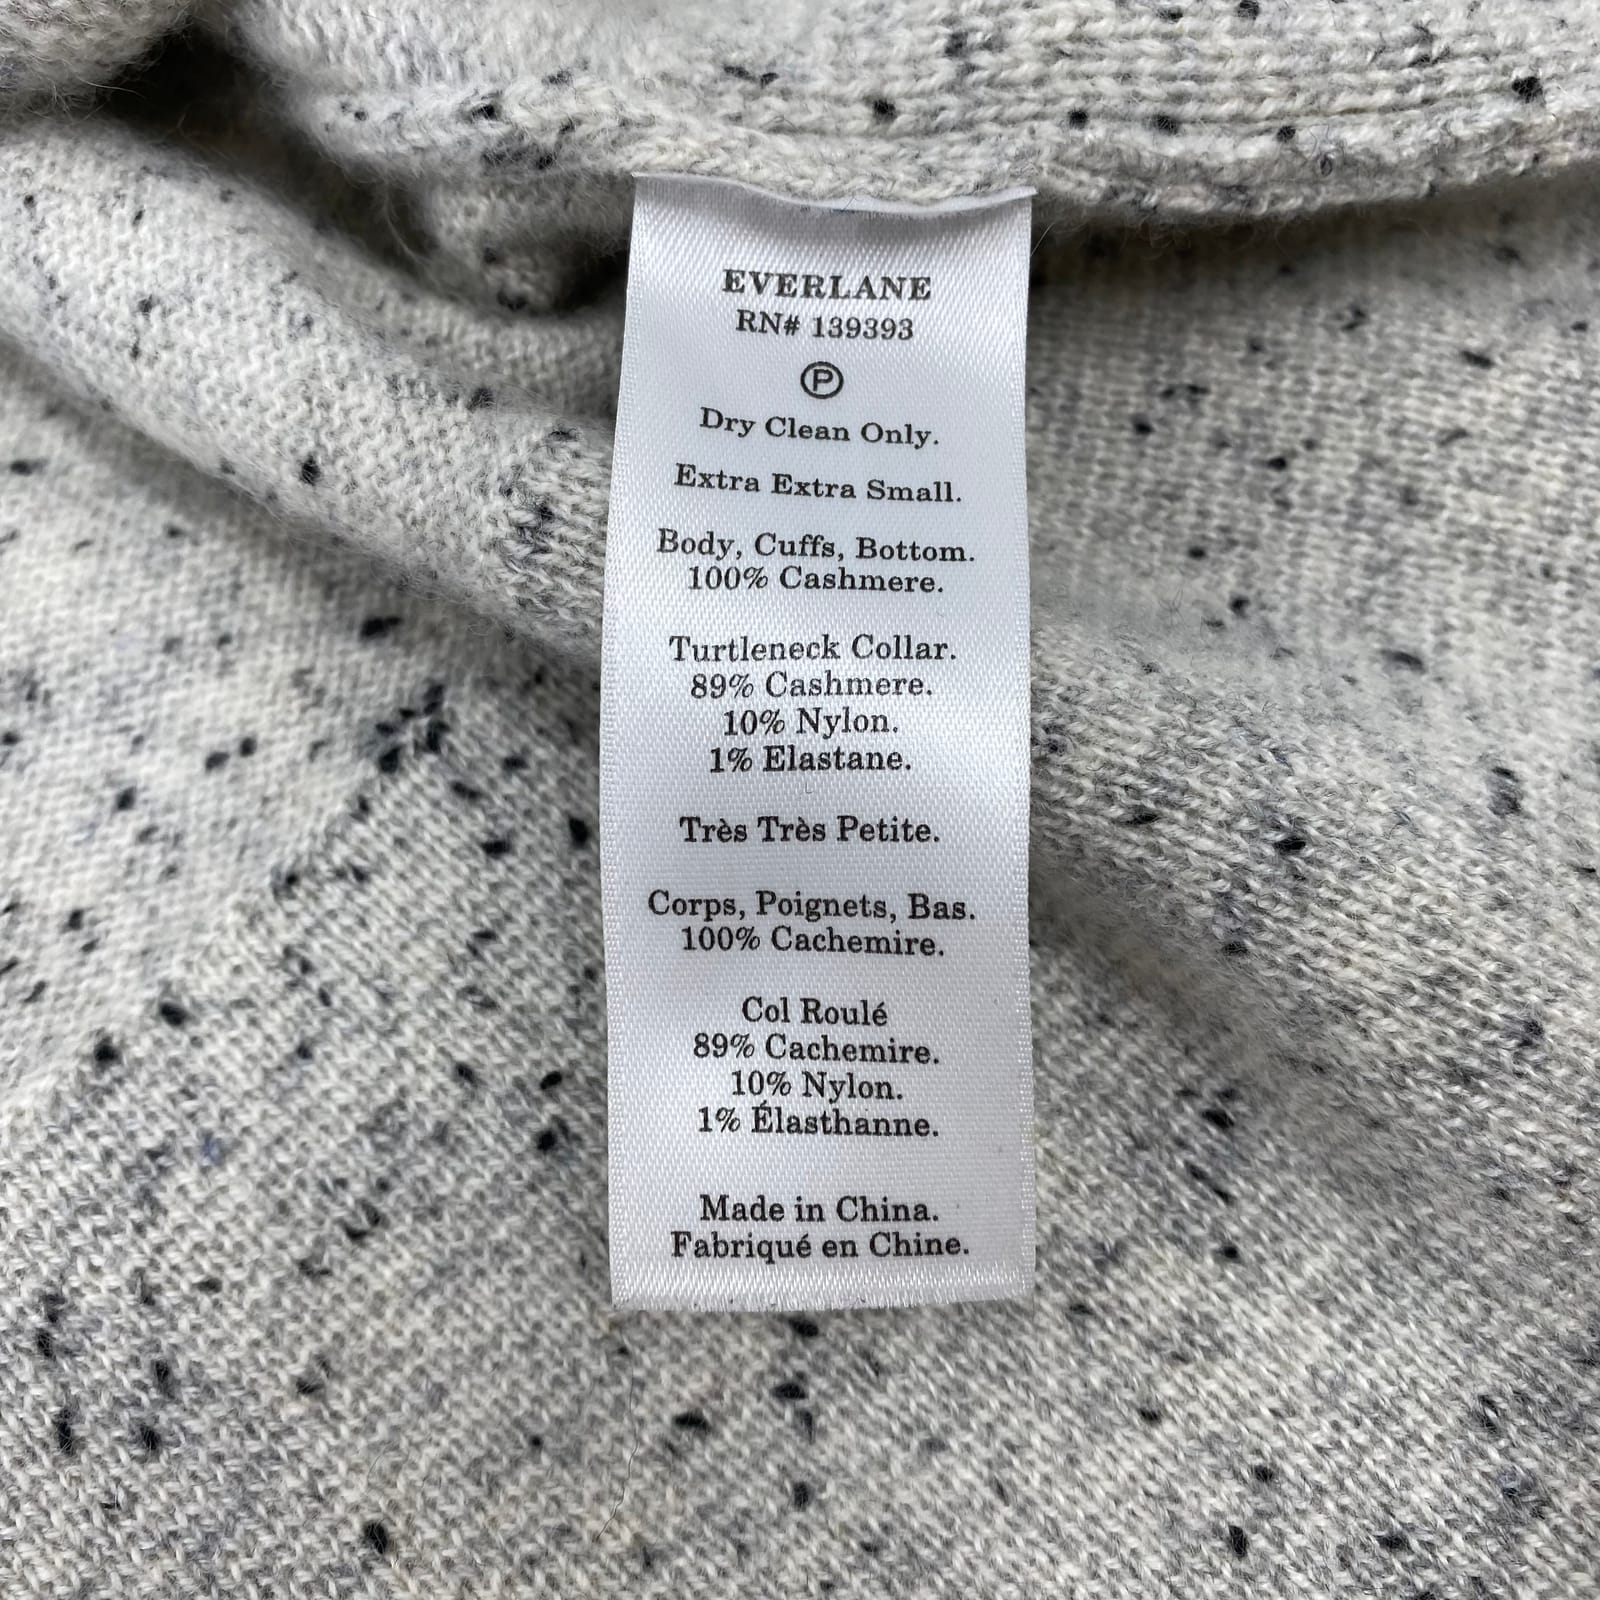 EVERLANE
RN# 139393
Ⓟ
Dry Clean Only.
Extra Extra Small.
Body, Cuffs, Bottom.
100% Cashmere.
Turtleneck Collar.
89% Cashmere.
10% Nylon.
1% Elastane.
Très Très Petite.
Corps, Poignets, Bas.
100% Cachemire.
Col Roulé
89% Cachemire.
10% Nylon.
1% Élasthanne.
Made in China.
Fabriqué en Chine.